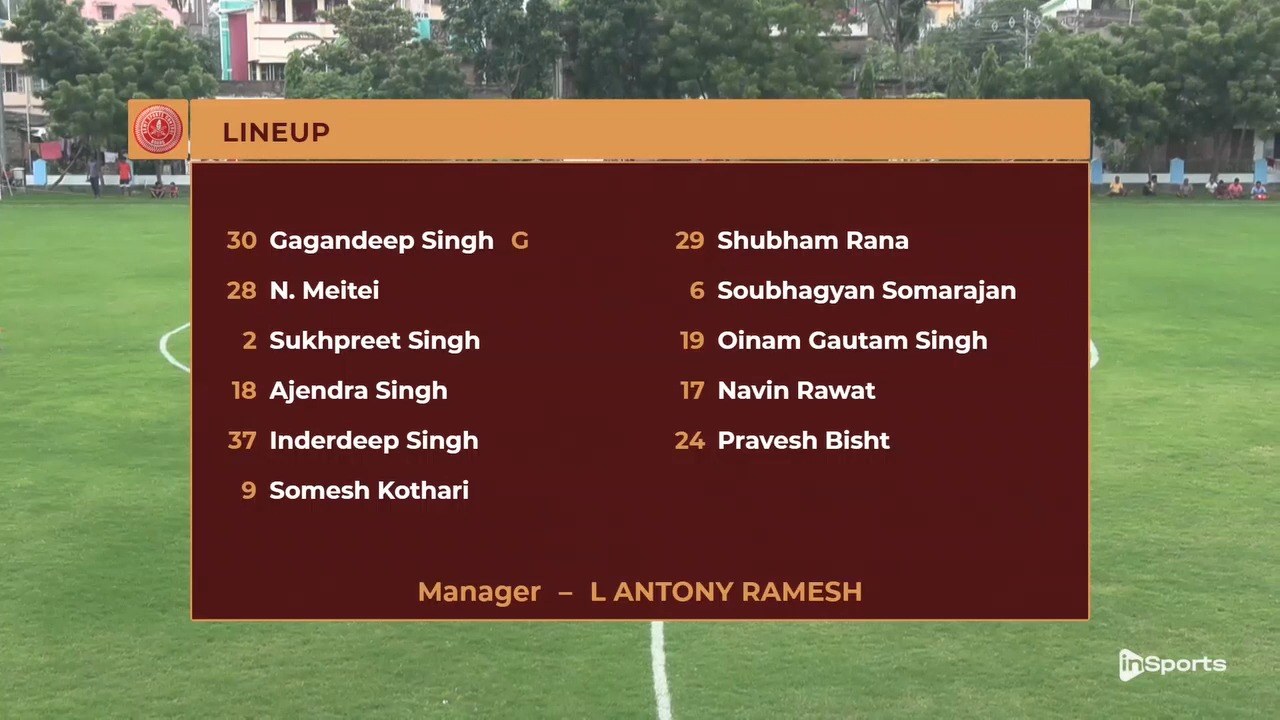 LINEUP
30 Gagandeep Singh G
28 N. Meitei
2 Sukhpreet Singh
18 Ajendra Singh
37 Inderdeep Singh
9 Somesh Kothari
29 Shubham Rana
6 Soubhagyan Somarajan
19 Oinam Gautam Singh
17 Navin Rawat
24 Pravesh Bisht
Manager – L ANTONY RAMESH
inSports